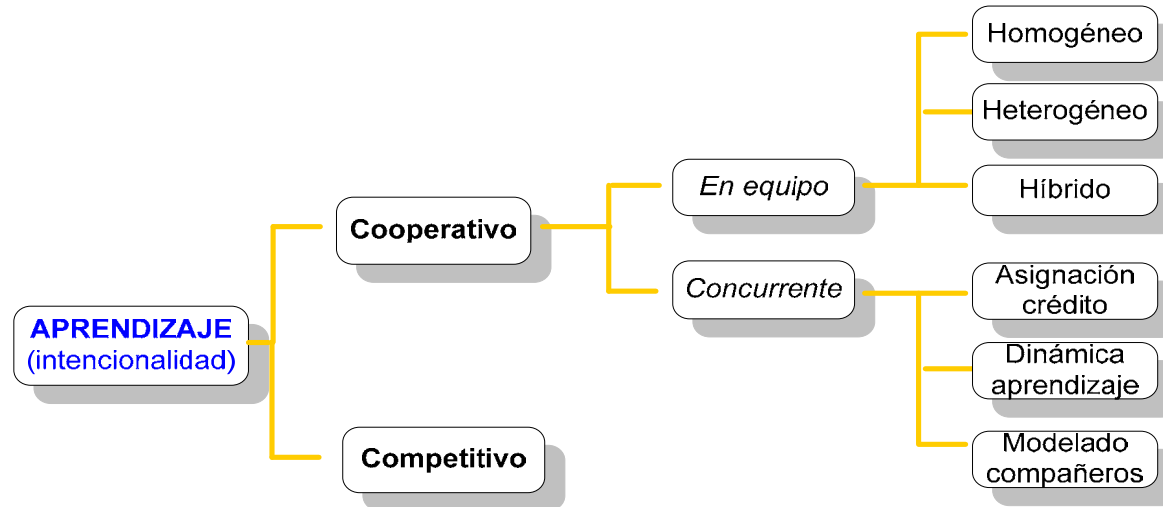 Homogéneo
Heterogéneo
En equipo
Híbrido
Cooperativo
Concurrente
Asignación
crédito
APRENDIZAJE
(intencionalidad)
Dinámica
aprendizaje
Competitivo
Modelado
compañeros